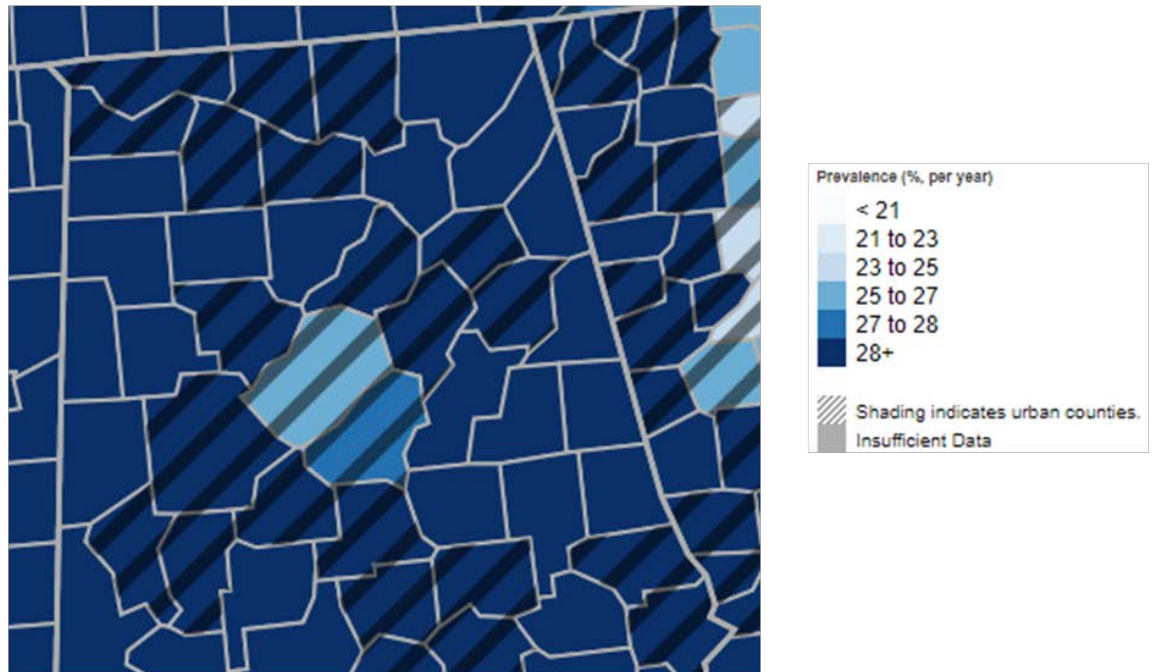 Prevalence (%, per year)
< 21
21 to 23
23 to 25
25 to 27
27 to 28
28+
Shading indicates urban counties.
Insufficient Data